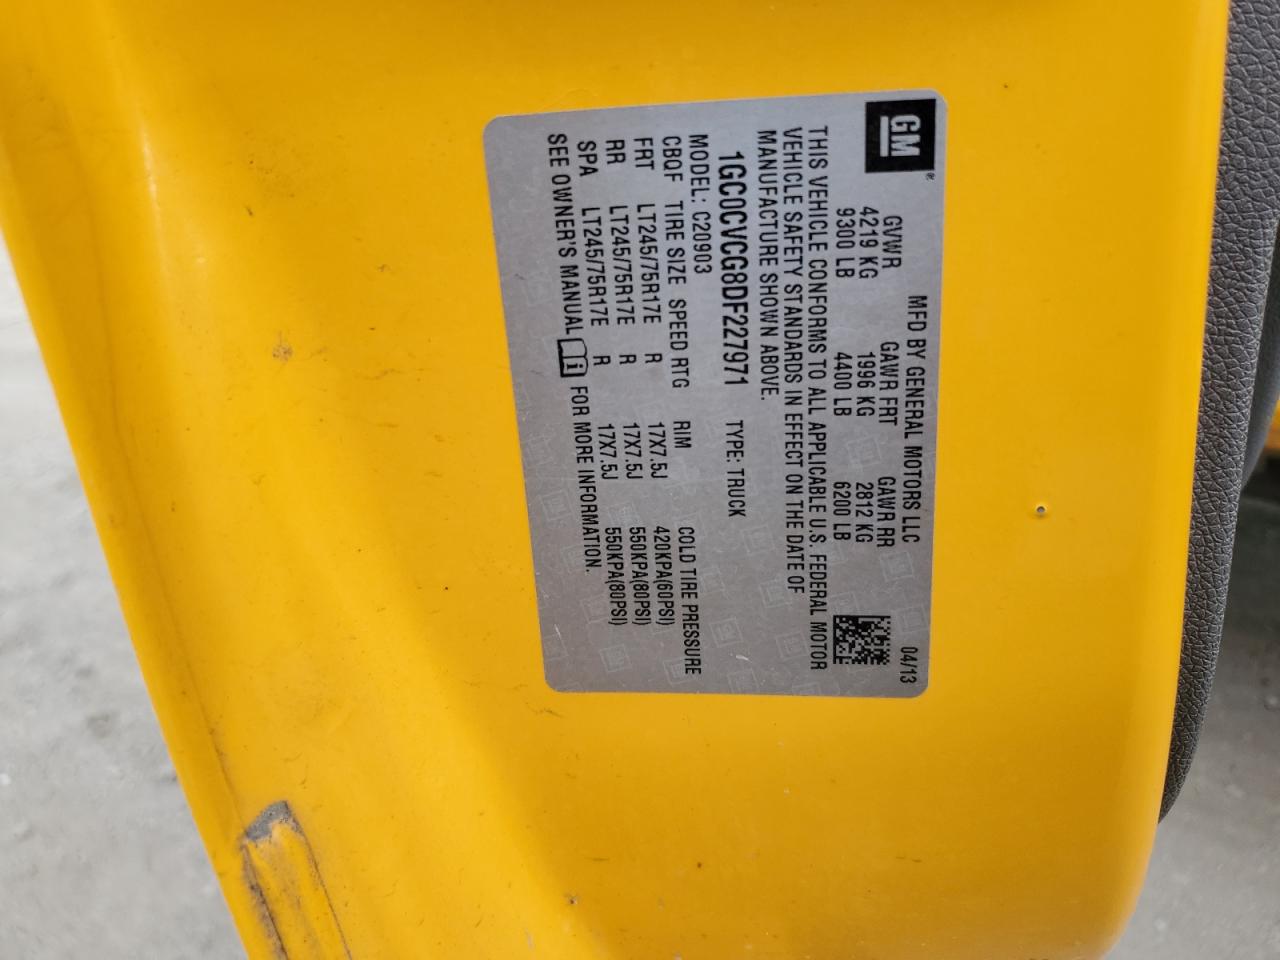 GM®
MFD BY GENERAL MOTORS LLC 04/13
GVWR GAWR FRT GAWR RR
4219 KG 1996 KG 2812 KG
9300 LB 4400 LB 6200 LB
THIS VEHICLE CONFORMS TO ALL APPLICABLE U.S. FEDERAL MOTOR
VEHICLE SAFETY STANDARDS IN EFFECT ON THE DATE OF
MANUFACTURE SHOWN ABOVE.
1GC0CVCG8DF227971 TYPE: TRUCK
MODEL: C20903
CBQF TIRE SIZE SPEED RTG RIM COLD TIRE PRESSURE
FRT LT245/75R17E R 17X7.5J 420KPA(60PSI)
RR LT245/75R17E R 17X7.5J 550KPA(80PSI)
SPA LT245/75R17E R 17X7.5J 550KPA(80PSI)
SEE OWNER'S MANUAL FOR MORE INFORMATION.